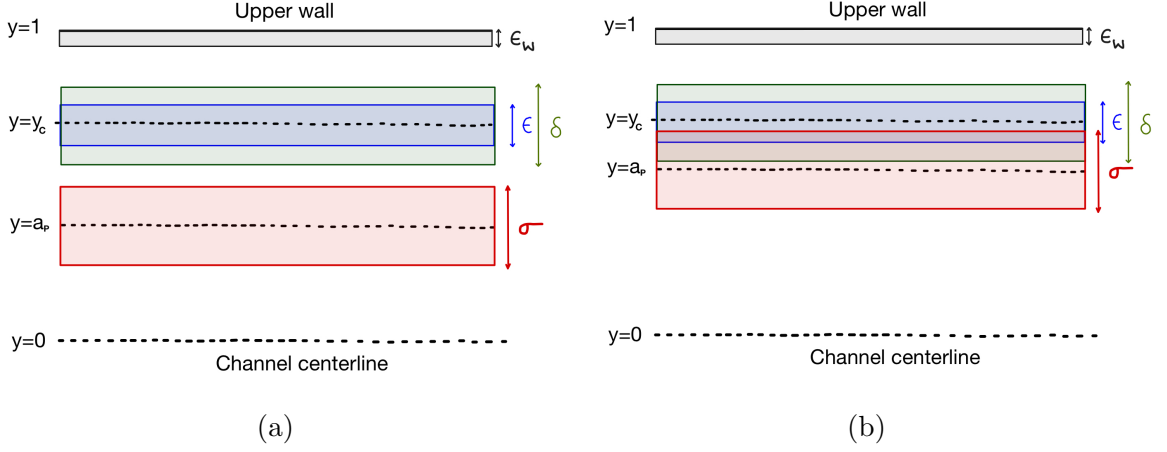 Upper wall
y=1
ϵw
y=yc
ϵ
δ
y=aₚ
σ
y=0
Channel centerline
(a)
Upper wall
y=1
ϵw
y=yc
ϵ
δ
y=aₚ
σ
y=0
Channel centerline
(b)